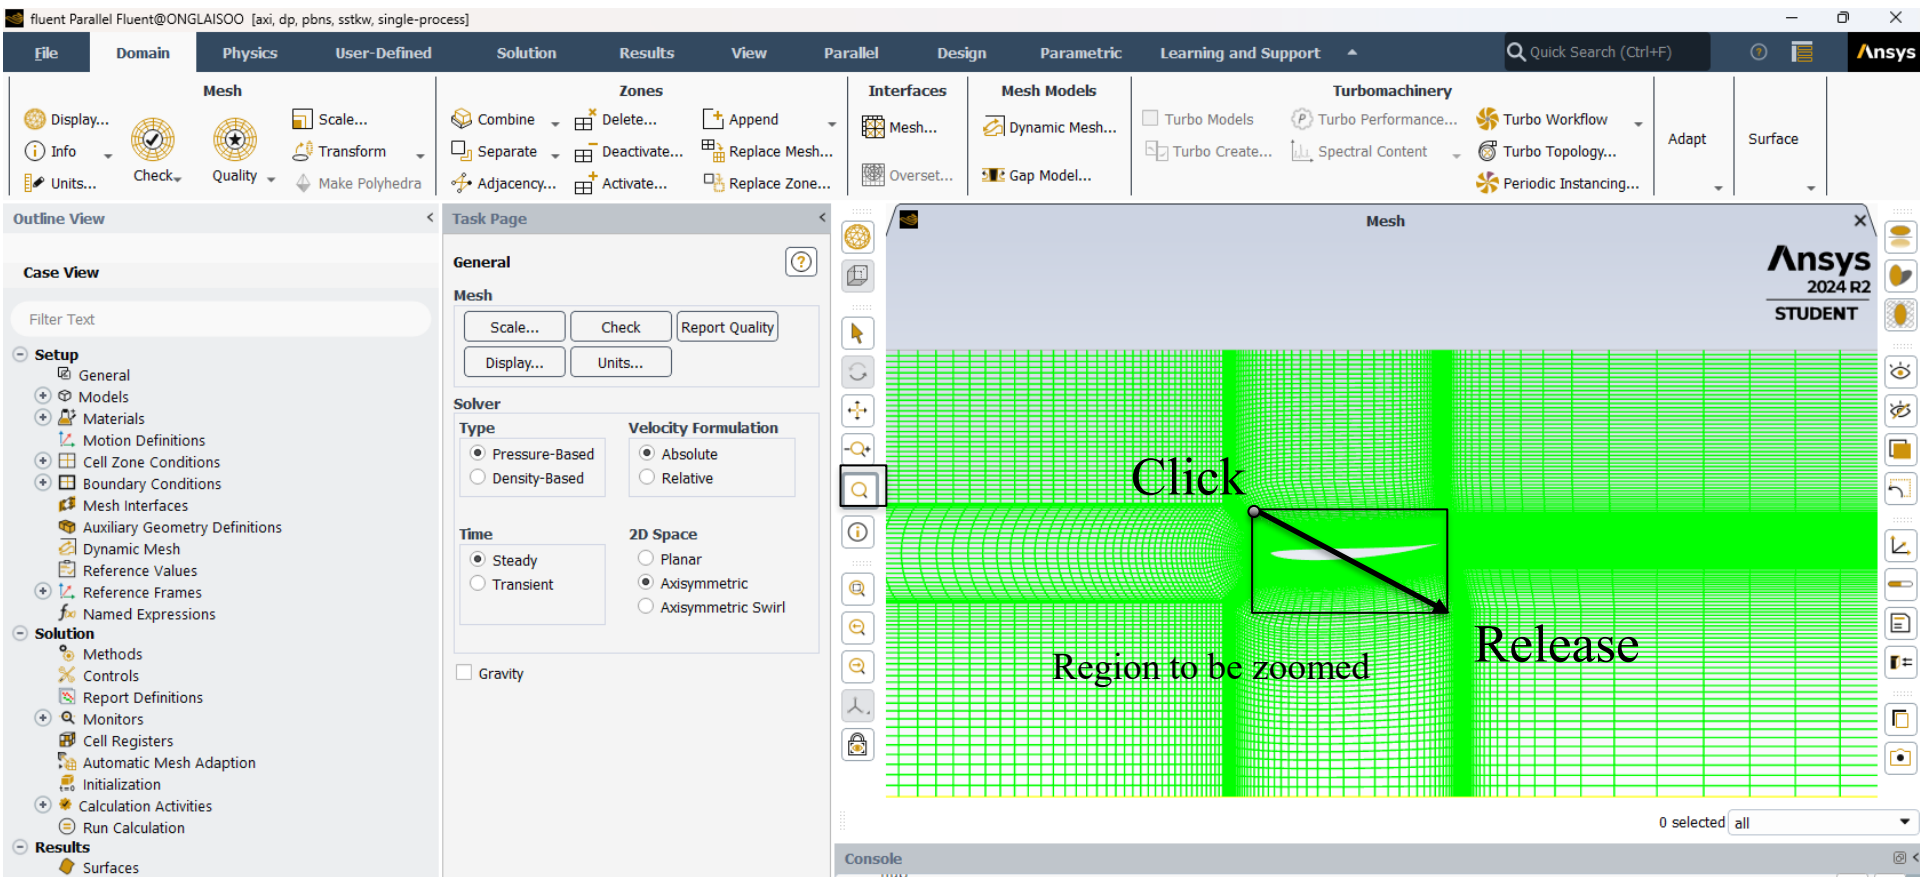 fluent Parallel Fluent@ONGLAISOO [axi, dp, pbns, sstkw, single-process]
File Domain Physics User-Defined Solution Results View Parallel Design Parametric Learning and Support Quick Search (Ctrl+F) Ansys
Mesh Zones Interfaces Mesh Models Turbomachinery
Display... Scale... Combine Delete... Append Mesh... Dynamic Mesh... Turbo Models Turbo Performance... Turbo Workflow
Info Check Quality Transform Separate Deactivate... Replace Mesh... Turbo Create... Spectral Content Turbo Topology... Adapt Surface
Units... Make Polyhedra Adjacency... Activate... Replace Zone... Overset... Gap Model... Periodic Instancing...
Outline View
Case View
Filter Text
Setup
General
Models
Materials
Motion Definitions
Cell Zone Conditions
Boundary Conditions
Mesh Interfaces
Auxiliary Geometry Definitions
Dynamic Mesh
Reference Values
Reference Frames
Named Expressions
Solution
Methods
Controls
Report Definitions
Monitors
Cell Registers
Automatic Mesh Adaption
Initialization
Calculation Activities
Run Calculation
Results
Surfaces
Task Page
General
Mesh
Scale... Check Report Quality
Display... Units...
Solver
Type Velocity Formulation
Pressure-Based Absolute
Density-Based Relative
Time 2D Space
Steady Planar
Transient Axisymmetric
Axisymmetric Swirl
Gravity
Mesh
Ansys
2024 R2
STUDENT
Click
Release
Region to be zoomed
0 selected all
Console